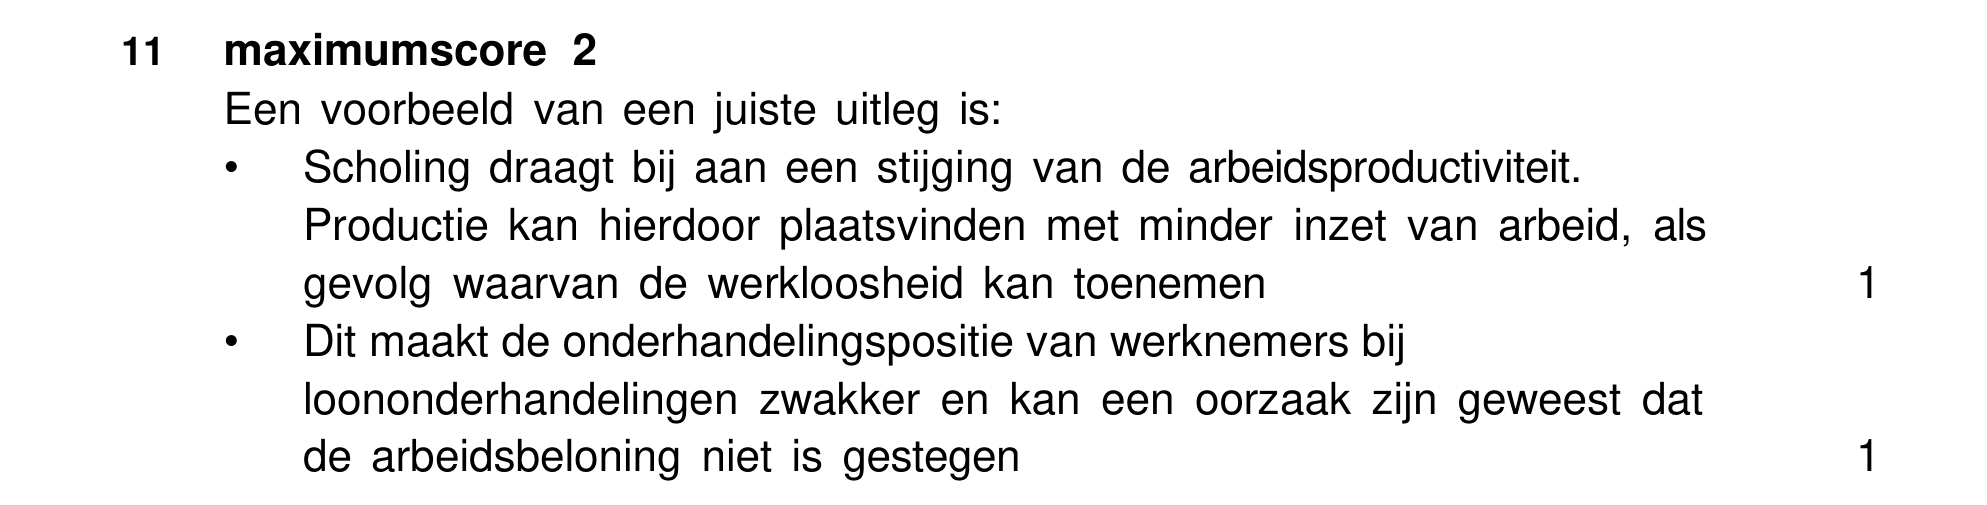 11 maximumscore 2
Een voorbeeld van een juiste uitleg is:
• Scholing draagt bij aan een stijging van de arbeidsproductiviteit.
Productie kan hierdoor plaatsvinden met minder inzet van arbeid, als
gevolg waarvan de werkloosheid kan toenemen 1
• Dit maakt de onderhandelingspositie van werknemers bij
loononderhandelingen zwakker en kan een oorzaak zijn geweest dat
de arbeidsbeloning niet is gestegen 1